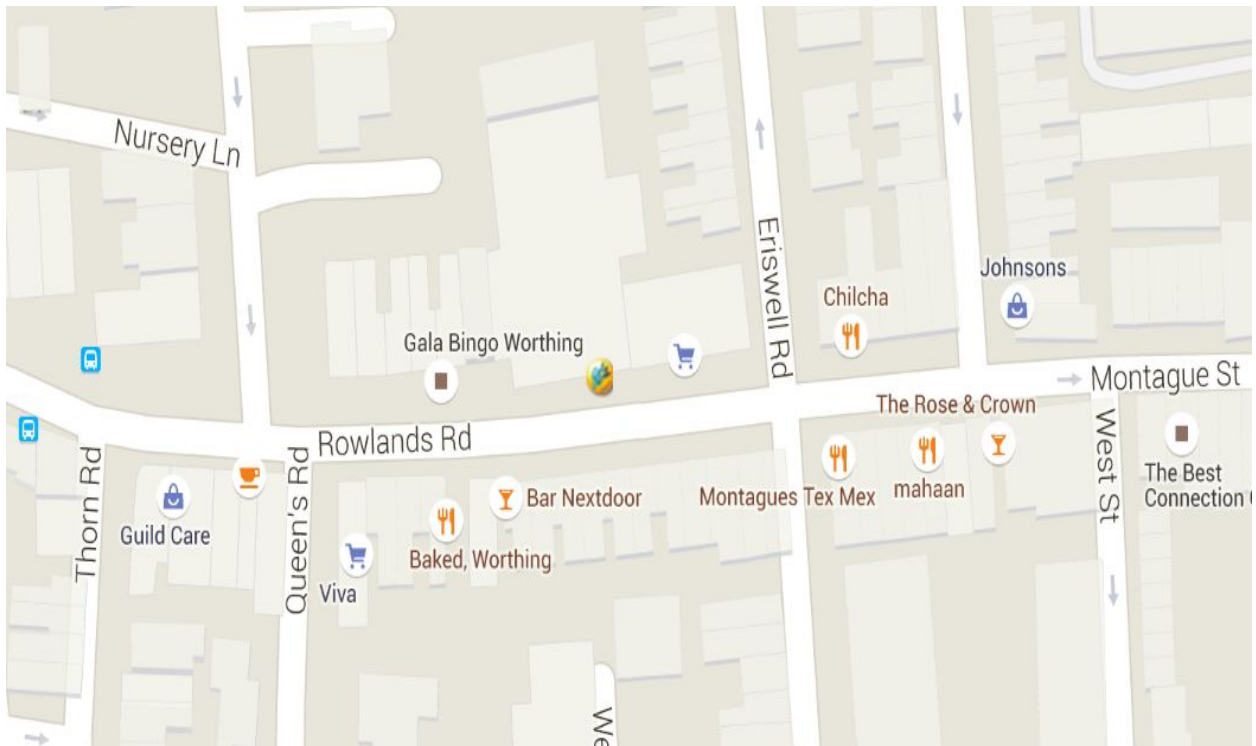 Nursery Ln
Eriswell Rd
Johnsons
Chilcha
Gala Bingo Worthing
Montague St
The Rose & Crown
Rowlands Rd
Thorn Rd
Queen's Rd
West St
Guild Care
Bar Nextdoor
Montagues Tex Mex
mahaan
The Best
Connection
Baked, Worthing
Viva
We